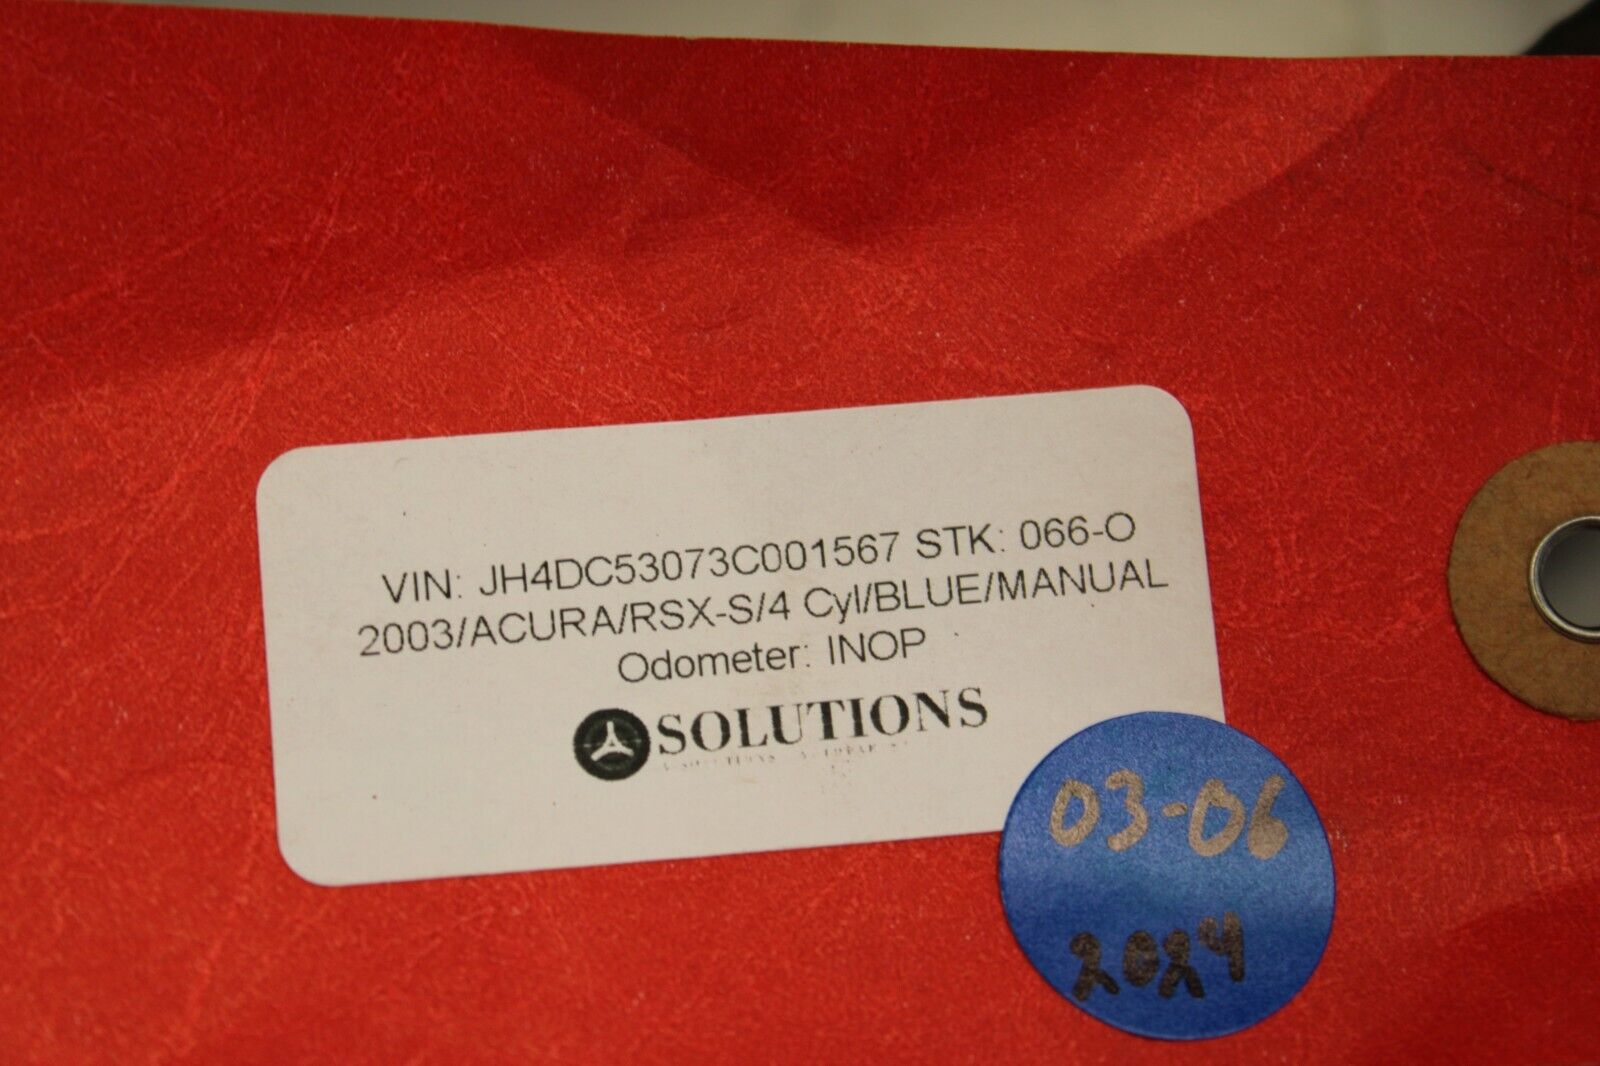 VIN: JH4DC53073C001567 STK: 066-O
2003/ACURA/RSX-S/4 Cyl/BLUE/MANUAL
Odometer: INOP
SOLUTIONS
03-06
2024